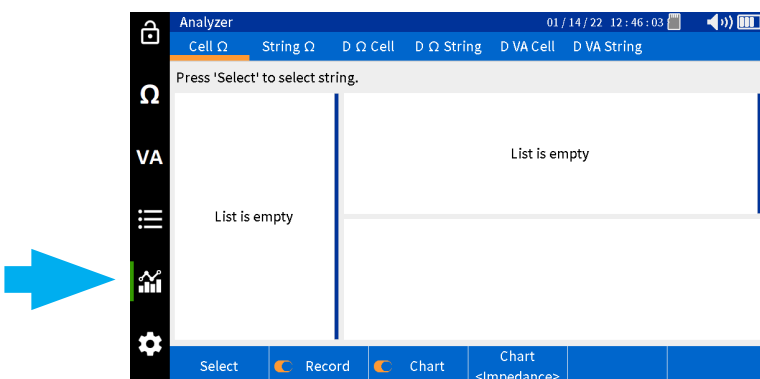 Analyzer 01/14/22 12:46:03
Cell Ω String Ω D Ω Cell D Ω String D VA Cell D VA String
Press 'Select' to select string.
Ω
List is empty
VA
List is empty
Select Record Chart Chart
<Impedance>